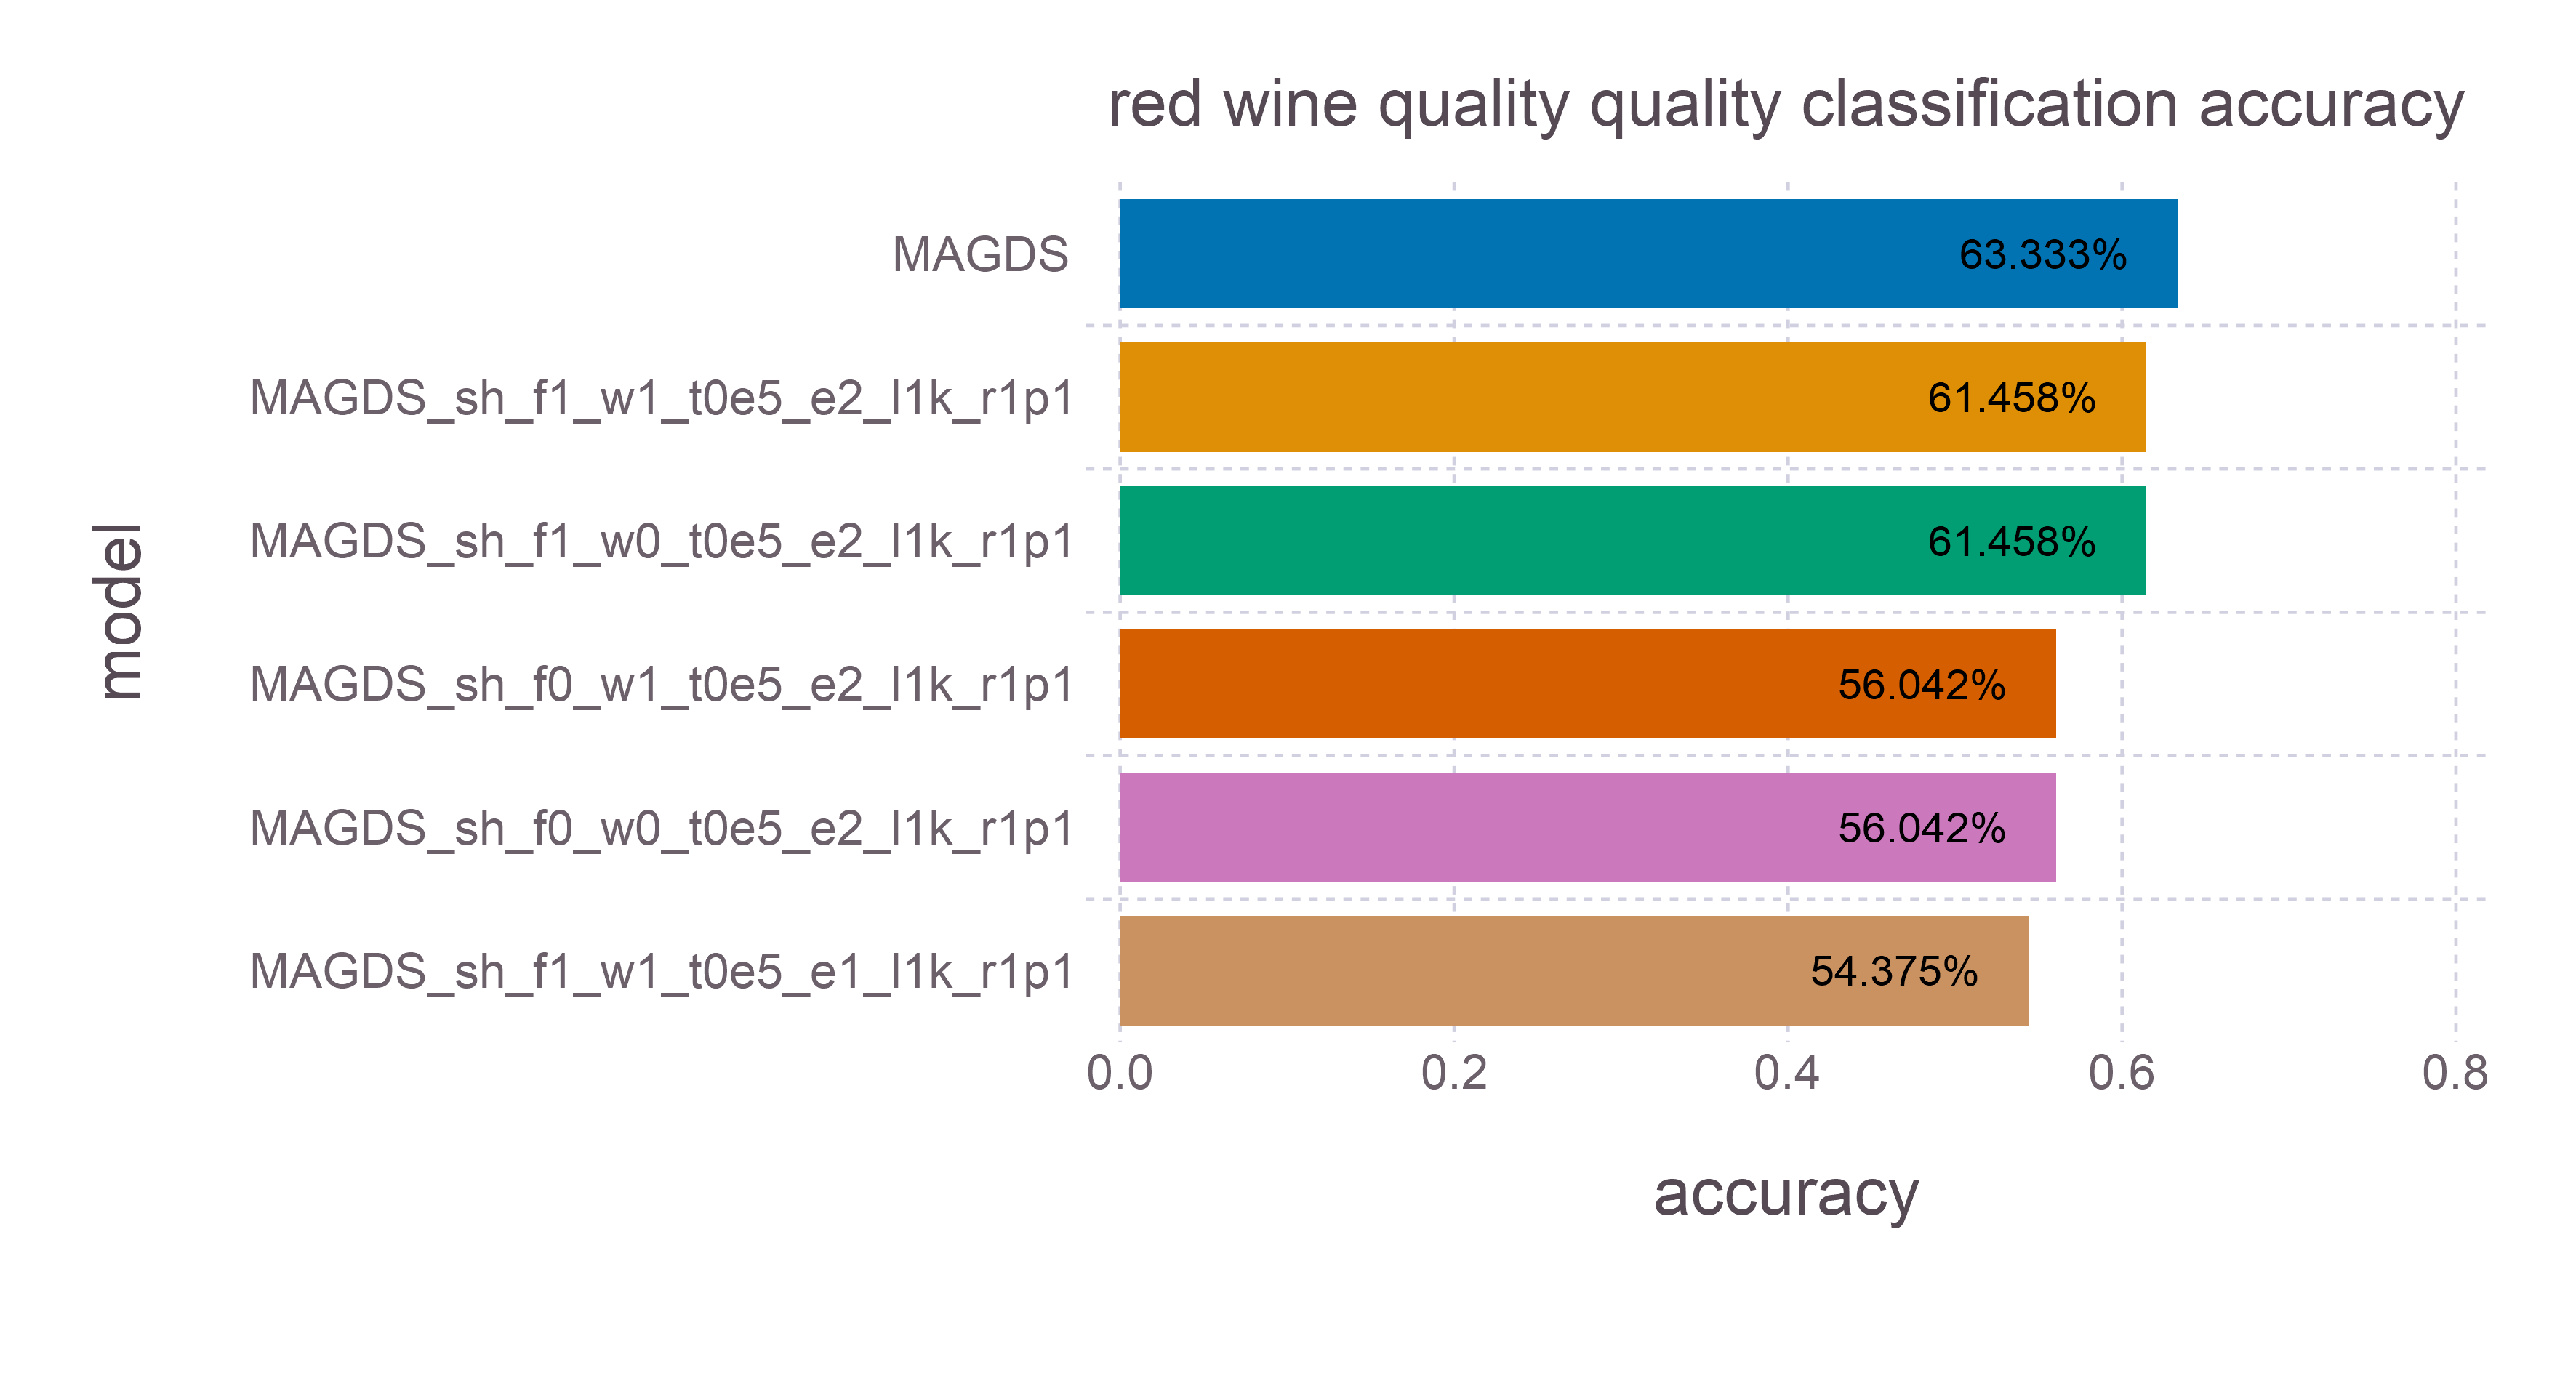 red wine quality quality classification accuracy
model
MAGDS
63.333%
MAGDS_sh_f1_w1_t0e5_e2_l1k_r1p1
61.458%
MAGDS_sh_f1_w0_t0e5_e2_l1k_r1p1
61.458%
MAGDS_sh_f0_w1_t0e5_e2_l1k_r1p1
56.042%
MAGDS_sh_f0_w0_t0e5_e2_l1k_r1p1
56.042%
MAGDS_sh_f1_w1_t0e5_e1_l1k_r1p1
54.375%
0.0 0.2 0.4 0.6 0.8
accuracy